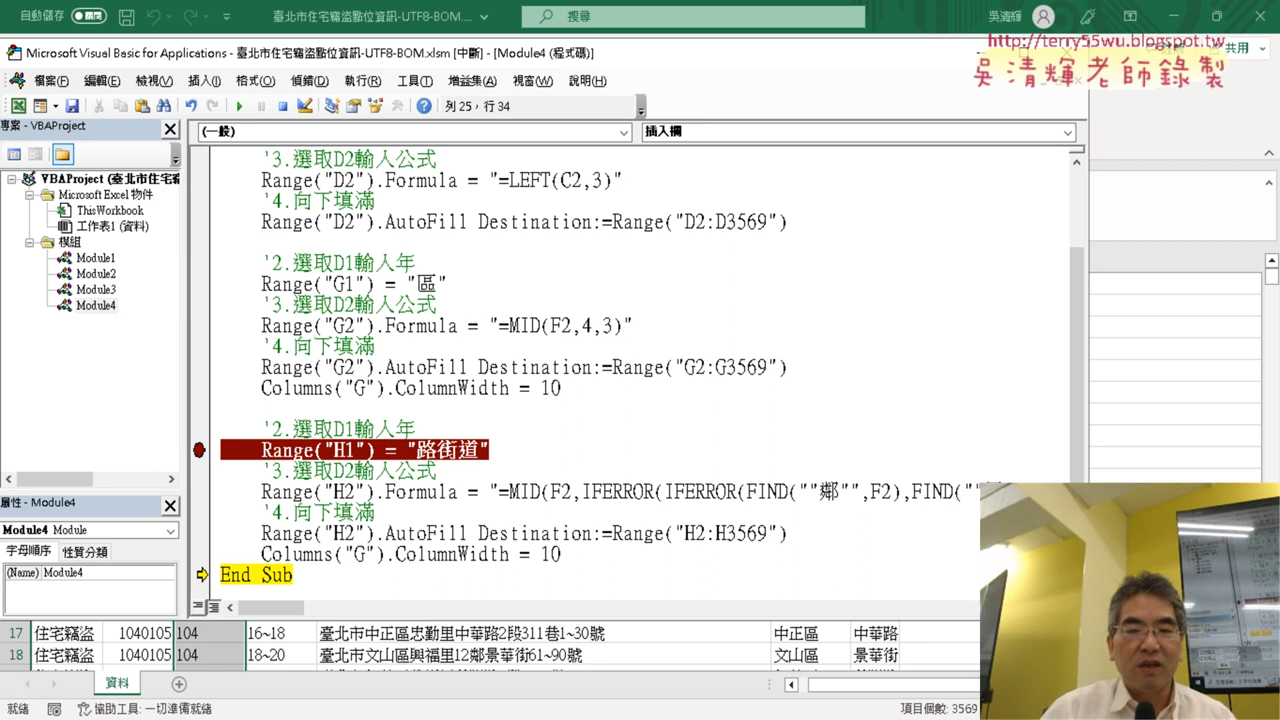 自動儲存
臺北市住宅竊盜點位資訊-UTF8-BOM....
搜尋
吳清輝
http://terry55wu.blogspot.tw
吳清輝老師錄製
共用
Microsoft Visual Basic for Applications - 臺北市住宅竊盜點位資訊-UTF8-BOM.xlsm [中斷] - [Module4 (程式碼)]
檔案(F) 編輯(E) 檢視(V) 插入(I) 格式(O) 偵錯(D) 執行(R) 工具(T) 增益集(A) 視窗(W) 說明(H)
列 25，行 34
專案 - VBAProject
(一般)
插入欄
VBAProject (臺北市住宅竊
Microsoft Excel 物件
ThisWorkbook
工作表1 (資料)
模組
Module1
Module2
Module3
Module4
屬性 - Module4
Module4 Module
字母順序 性質分類
(Name) Module4
'3.選取D2輸入公式
Range("D2").Formula = "=LEFT(C2,3)"
'4.向下填滿
Range("D2").AutoFill Destination:=Range("D2:D3569")
'2.選取D1輸入年
Range("G1") = "區"
'3.選取D2輸入公式
Range("G2").Formula = "=MID(F2,4,3)"
'4.向下填滿
Range("G2").AutoFill Destination:=Range("G2:G3569")
Columns("G").ColumnWidth = 10
'2.選取D1輸入年
Range("H1") = "路街道"
'3.選取D2輸入公式
Range("H2").Formula = "=MID(F2,IFERROR(IFERROR(FIND(""鄰"",F2),FIND(""
'4.向下填滿
Range("H2").AutoFill Destination:=Range("H2:H3569")
Columns("G").ColumnWidth = 10
End Sub
17 住宅竊盜 1040105 104 16~18 臺北市中正區忠勤里中華路2段311巷1~30號 中正區 中華路
18 住宅竊盜 1040105 104 18~20 臺北市文山區興福里12鄰景華街61~90號 文山區 景華街
資料
就緒
協助工具: 一切準備就緒
項目個數: 3569